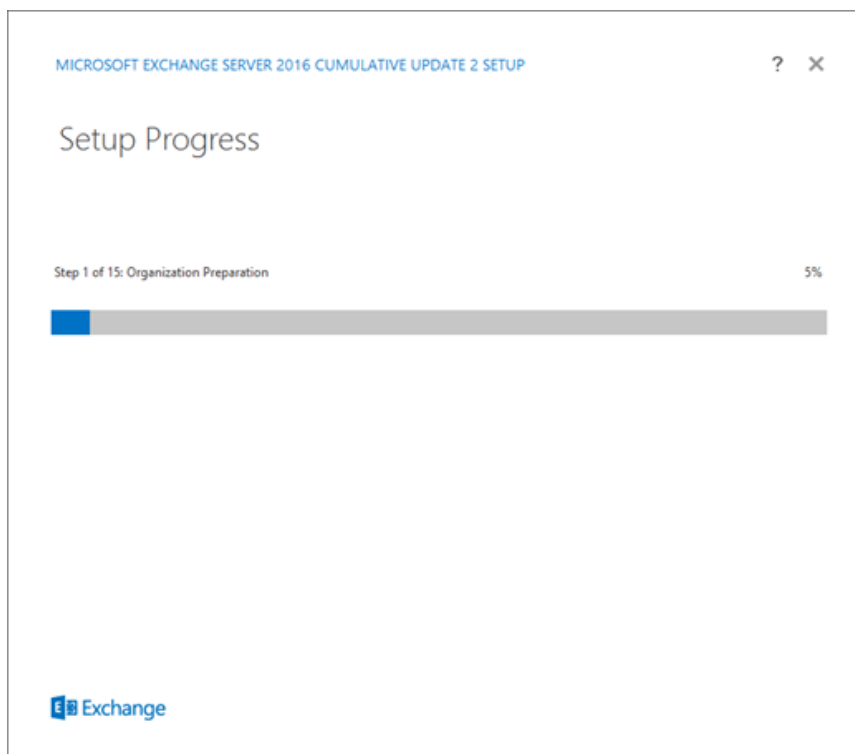 MICROSOFT EXCHANGE SERVER 2016 CUMULATIVE UPDATE 2 SETUP ? ✕
Setup Progress
Step 1 of 15: Organization Preparation 5%
Exchange